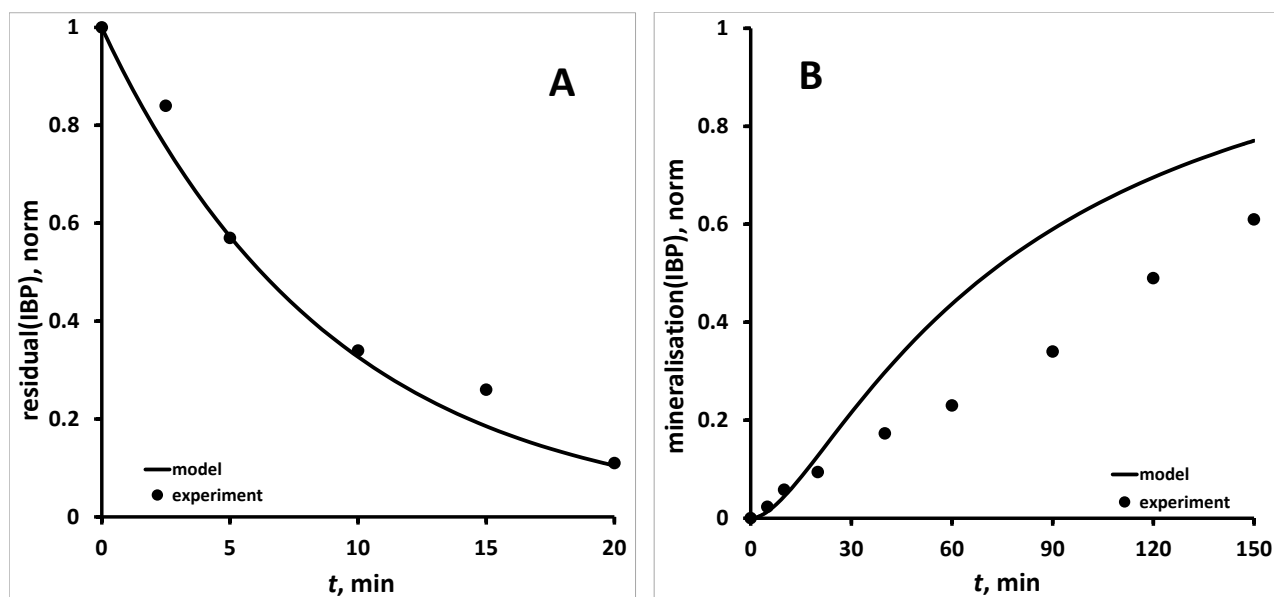 A
residual(IBP), norm
1
0.8
0.6
0.4
0.2
0
model
experiment
0 5 10 15 20
t, min
B
mineralisation(IBP), norm
1
0.8
0.6
0.4
0.2
0
model
experiment
0 30 60 90 120 150
t, min